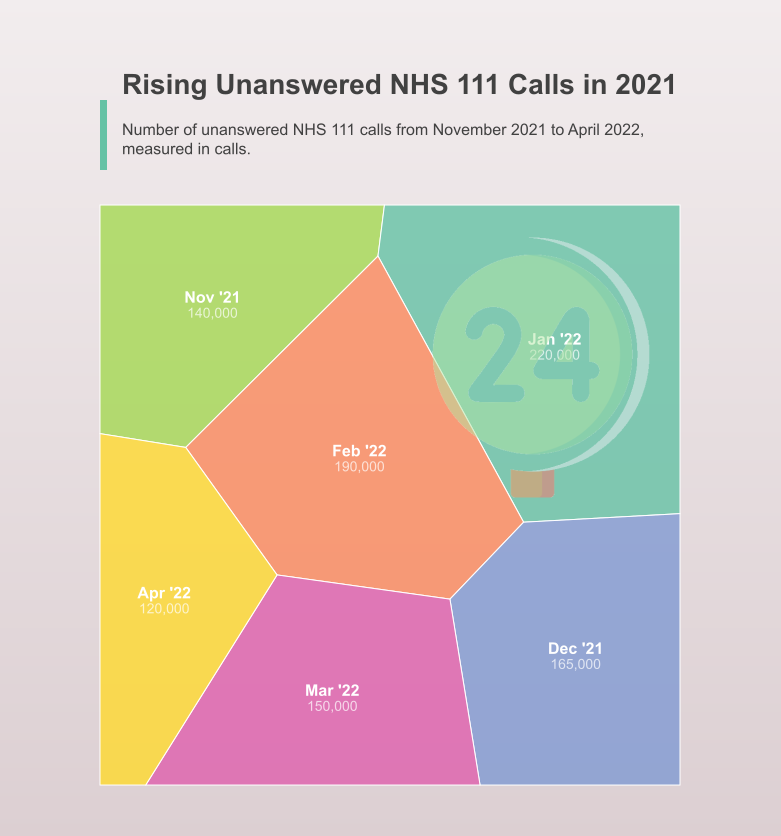 Rising Unanswered NHS 111 Calls in 2021
Number of unanswered NHS 111 calls from November 2021 to April 2022,
measured in calls.
Nov '21
140,000
24
Jan '22
220,000
Feb '22
190,000
Apr '22
120,000
Dec '21
165,000
Mar '22
150,000